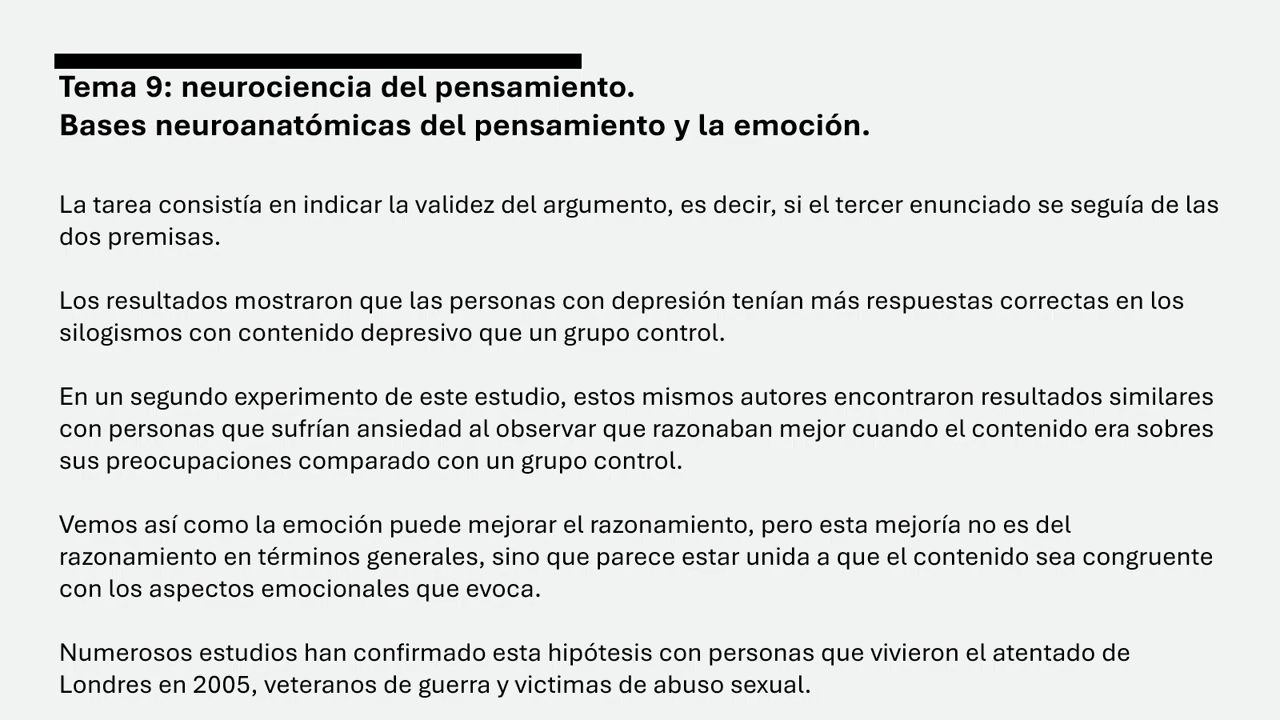 Tema 9: neurociencia del pensamiento.
Bases neuroanatómicas del pensamiento y la emoción.
La tarea consistía en indicar la validez del argumento, es decir, si el tercer enunciado se seguía de las
dos premisas.
Los resultados mostraron que las personas con depresión tenían más respuestas correctas en los
silogismos con contenido depresivo que un grupo control.
En un segundo experimento de este estudio, estos mismos autores encontraron resultados similares
con personas que sufrían ansiedad al observar que razonaban mejor cuando el contenido era sobres
sus preocupaciones comparado con un grupo control.
Vemos así como la emoción puede mejorar el razonamiento, pero esta mejoría no es del
razonamiento en términos generales, sino que parece estar unida a que el contenido sea congruente
con los aspectos emocionales que evoca.
Numerosos estudios han confirmado esta hipótesis con personas que vivieron el atentado de
Londres en 2005, veteranos de guerra y victimas de abuso sexual.